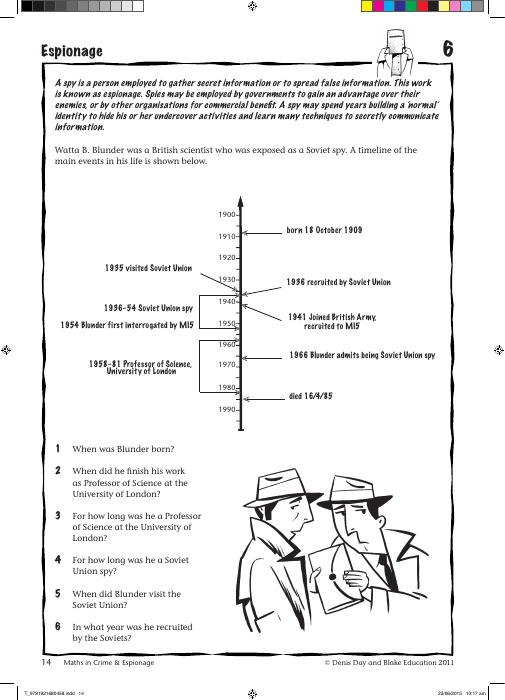 Espionage
6
A spy is a person employed to gather secret information or to spread false information. This work
is known as espionage. Spies may be employed by governments to gain an advantage over their
enemies, or by other organisations for commercial benefit. A spy may spend years building a 'normal'
identity to hide his or her undercover activities and learn many techniques to secretly communicate
information.
Watta B. Blunder was a British scientist who was exposed as a Soviet spy. A timeline of the
main events in his life is shown below.
1900
born 18 October 1909
1910
1920
1935 visited Soviet Union
1930
1936 recruited by Soviet Union
1936–54 Soviet Union spy
1940
1941 Joined British Army,
recruited to MI5
1954 Blunder first interrogated by MI5
1950
1960
1966 Blunder admits being Soviet Union spy
1958–81 Professor of Science,
University of London
1970
1980
died 16/4/85
1990
1 When was Blunder born?
2 When did he finish his work
as Professor of Science at the
University of London?
3 For how long was he a Professor
of Science at the University of
London?
4 For how long was he a Soviet
Union spy?
5 When did Blunder visit the
Soviet Union?
6 In what year was he recruited
by the Soviets?
14 Maths in Crime & Espionage
© Denis Day and Blake Education 2011
T_9781921680458.indd 14
22/06/2015 10:17 am